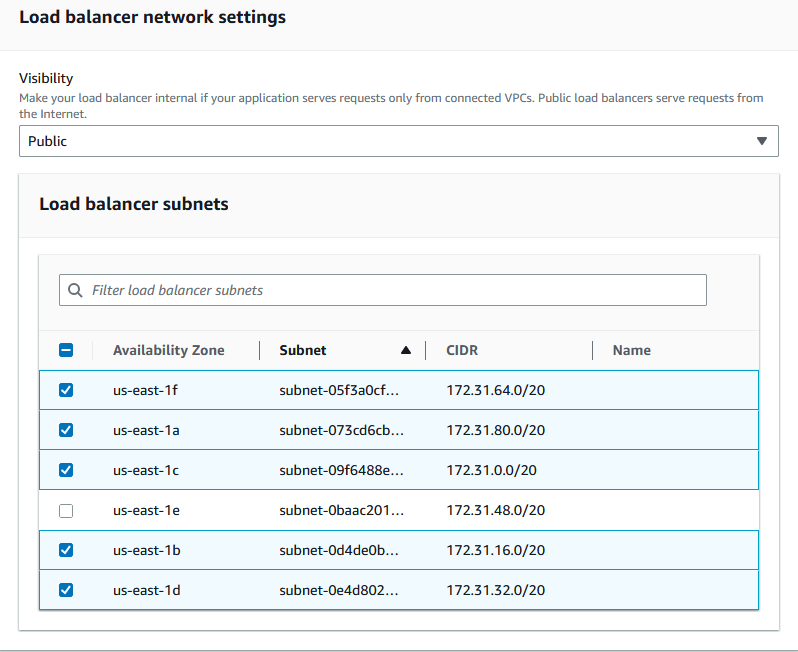 Load balancer network settings
Visibility
Make your load balancer internal if your application serves requests only from connected VPCs. Public load balancers serve requests from
the Internet.
Public
Load balancer subnets
Filter load balancer subnets
Availability Zone Subnet CIDR Name
us-east-1f subnet-05f3a0cf... 172.31.64.0/20
us-east-1a subnet-073cd6cb... 172.31.80.0/20
us-east-1c subnet-09f6488e... 172.31.0.0/20
us-east-1e subnet-0baac201... 172.31.48.0/20
us-east-1b subnet-0d4de0b... 172.31.16.0/20
us-east-1d subnet-0e4d802... 172.31.32.0/20